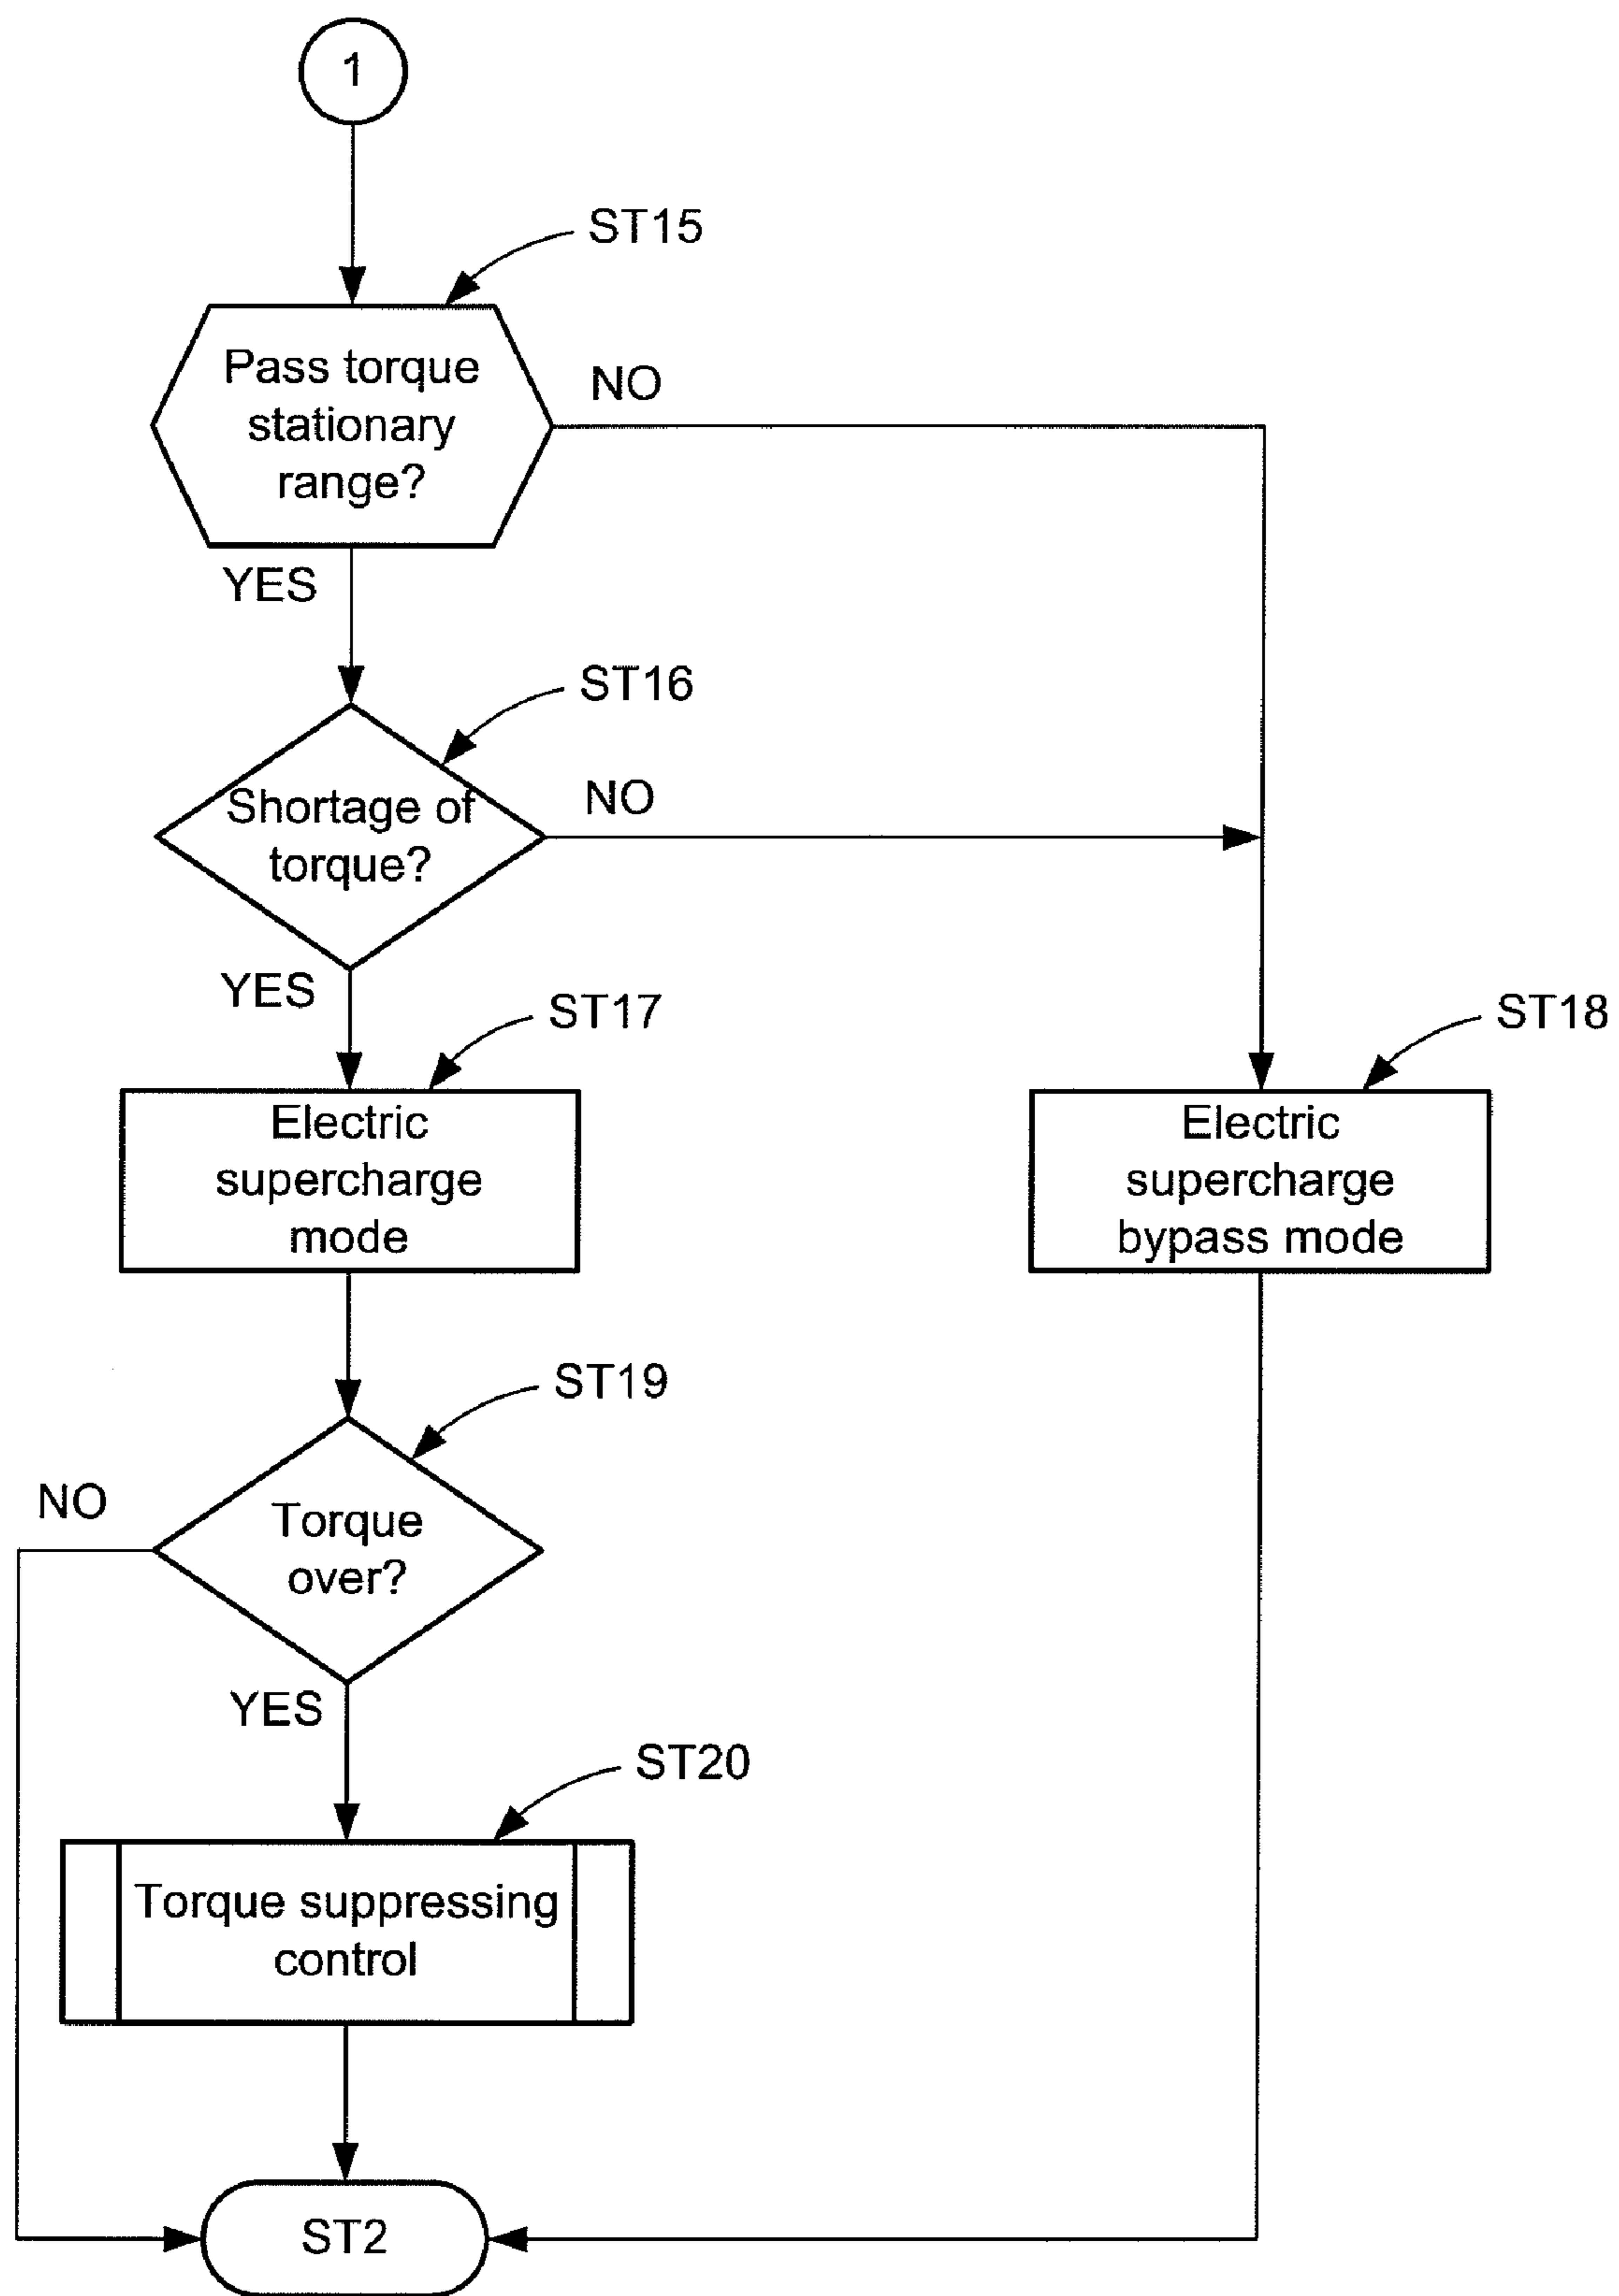 1
ST15
Pass torque
stationary
range?
NO
YES
ST16
Shortage of
torque?
NO
YES
ST17
Electric
supercharge
mode
ST18
Electric
supercharge
bypass mode
ST19
NO
Torque
over?
YES
ST20
Torque suppressing
control
ST2